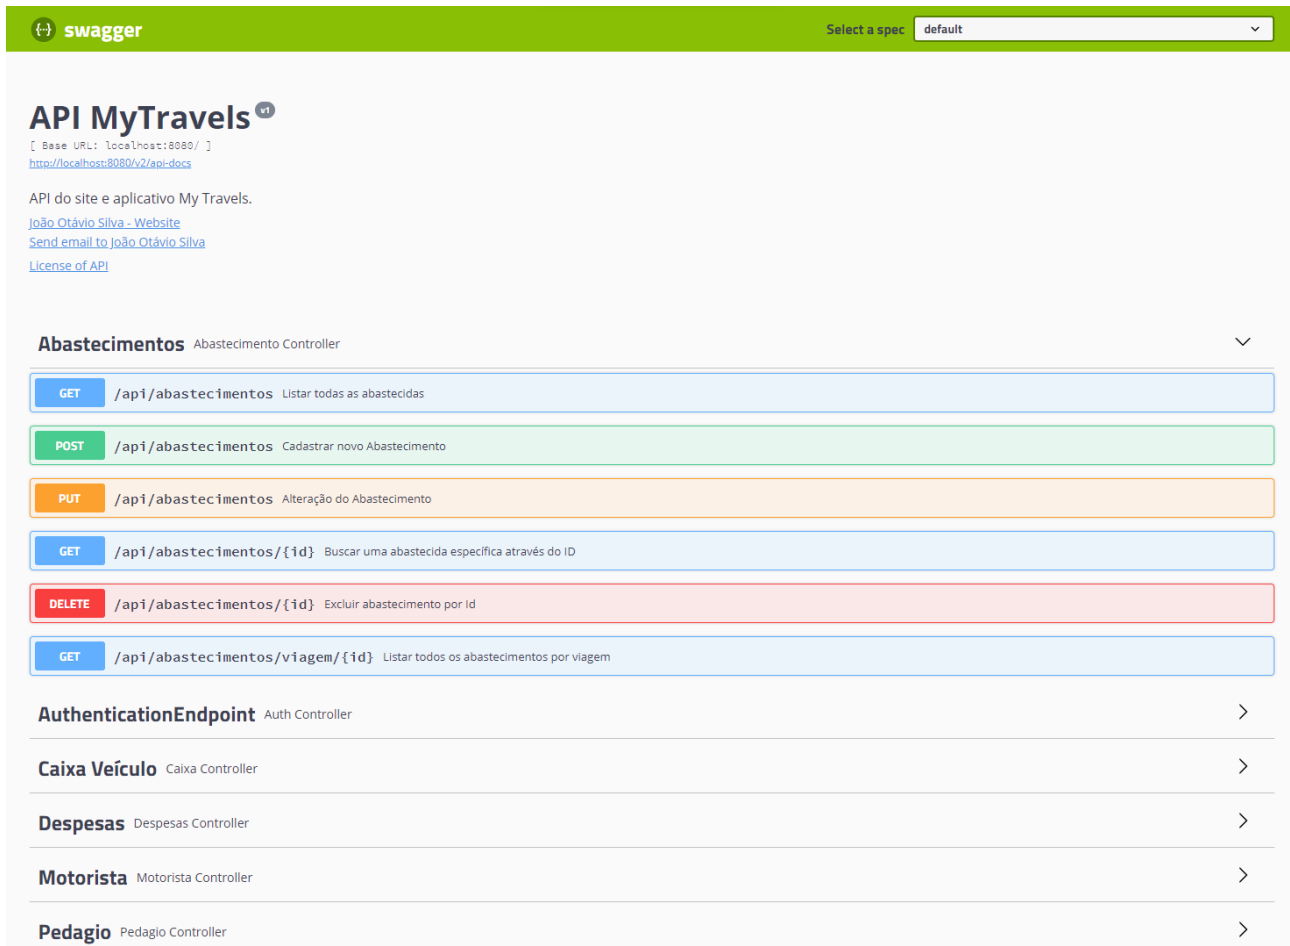 {··} swagger Select a spec default
API MyTravels v1
[ Base URL: localhost:8080/ ]
http://localhost:8080/v2/api-docs
API do site e aplicativo My Travels.
João Otávio Silva - Website
Send email to João Otávio Silva
License of API
Abastecimentos Abastecimento Controller
GET /api/abastecimentos Listar todas as abastecidas
POST /api/abastecimentos Cadastrar novo Abastecimento
PUT /api/abastecimentos Alteração do Abastecimento
GET /api/abastecimentos/{id} Buscar uma abastecida específica através do ID
DELETE /api/abastecimentos/{id} Excluir abastecimento por Id
GET /api/abastecimentos/viagem/{id} Listar todos os abastecimentos por viagem
AuthenticationEndpoint Auth Controller
Caixa Veículo Caixa Controller
Despesas Despesas Controller
Motorista Motorista Controller
Pedagio Pedagio Controller